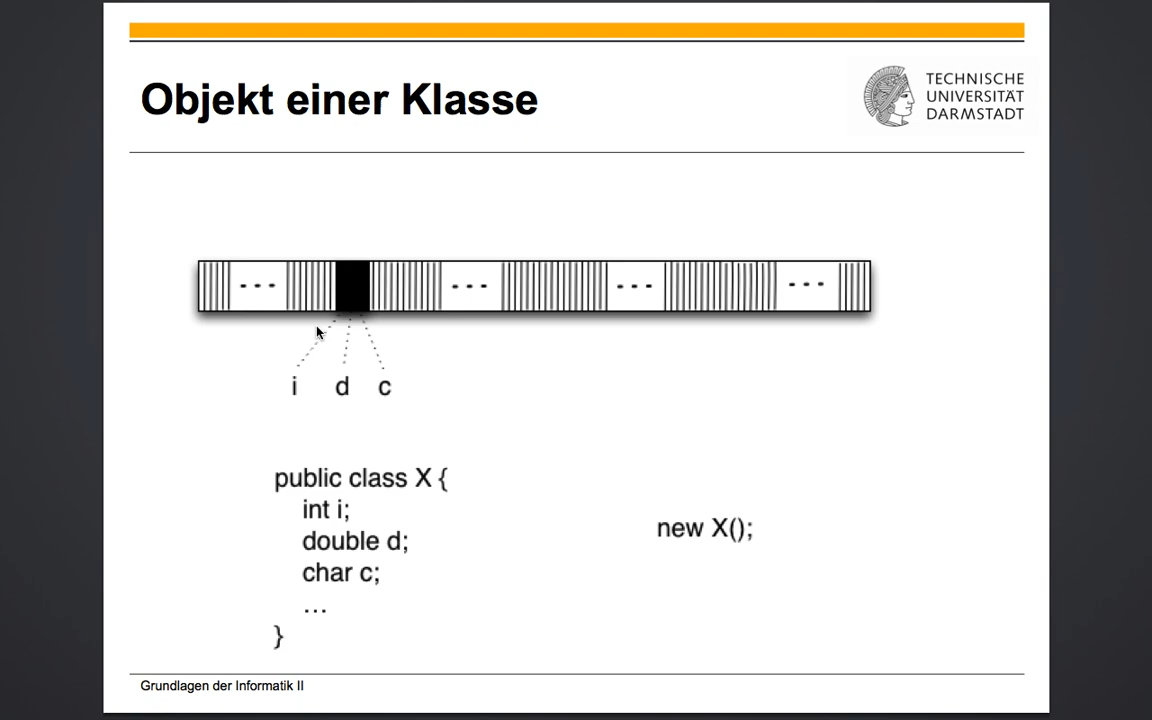 Objekt einer Klasse
TECHNISCHE
UNIVERSITÄT
DARMSTADT
--- --- --- ---
i d c
public class X {
int i;
double d;
char c;
...
}
new X();
Grundlagen der Informatik II